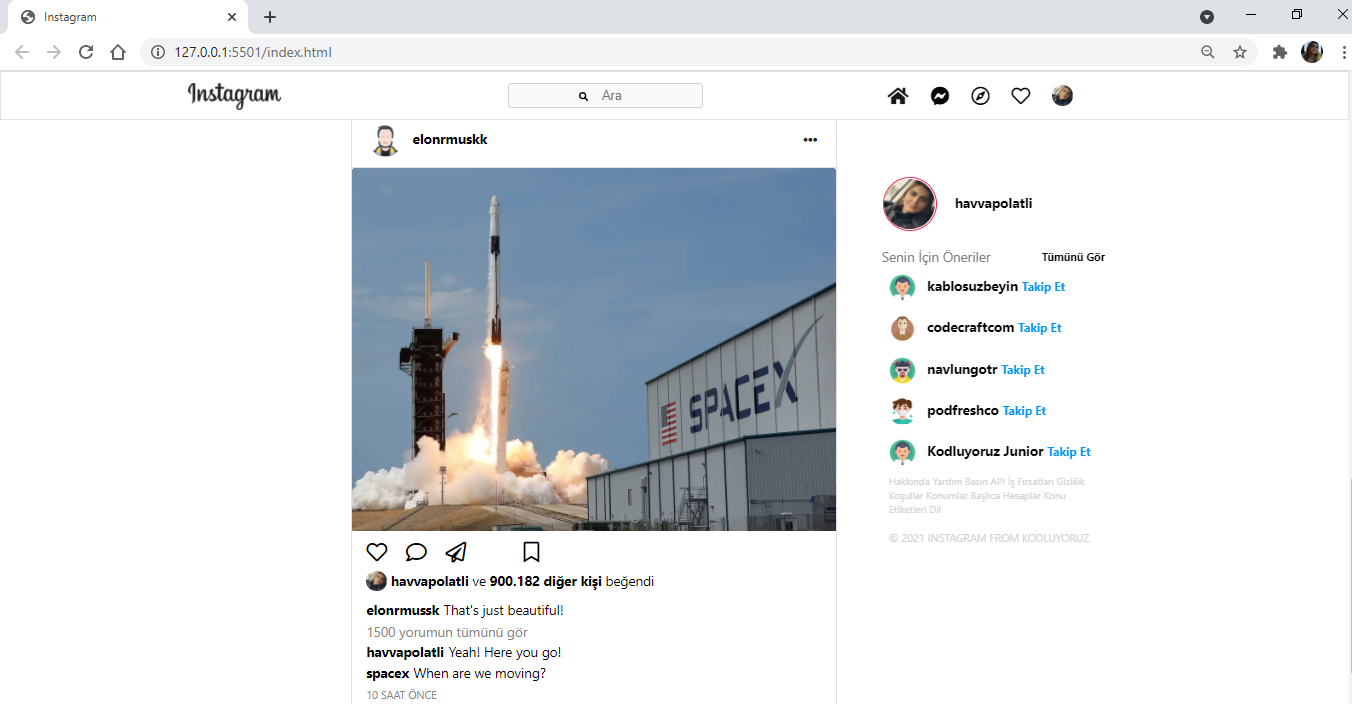 Instagram
127.0.0.1:5501/index.html
Instagram
Ara
elonrmuskk
SPACEX
havvapolatli ve 900.182 diğer kişi beğendi
elonrmussk That's just beautiful!
1500 yorumun tümünü gör
havvapolatli Yeah! Here you go!
spacex When are we moving?
10 SAAT ÖNCE
havvapolatli
Senin İçin Öneriler Tümünü Gör
kablosuzbeyin Takip Et
codecraftcom Takip Et
navlungotr Takip Et
podfreshco Takip Et
Kodluyoruz Junior Takip Et
Hakkında Yardım Basın API İş Fırsatları Gizlilik
Koşullar Konumlar Başlıca Hesaplar Konu
Etiketleri Dil
© 2021 INSTAGRAM FROM KODLUYORUZ